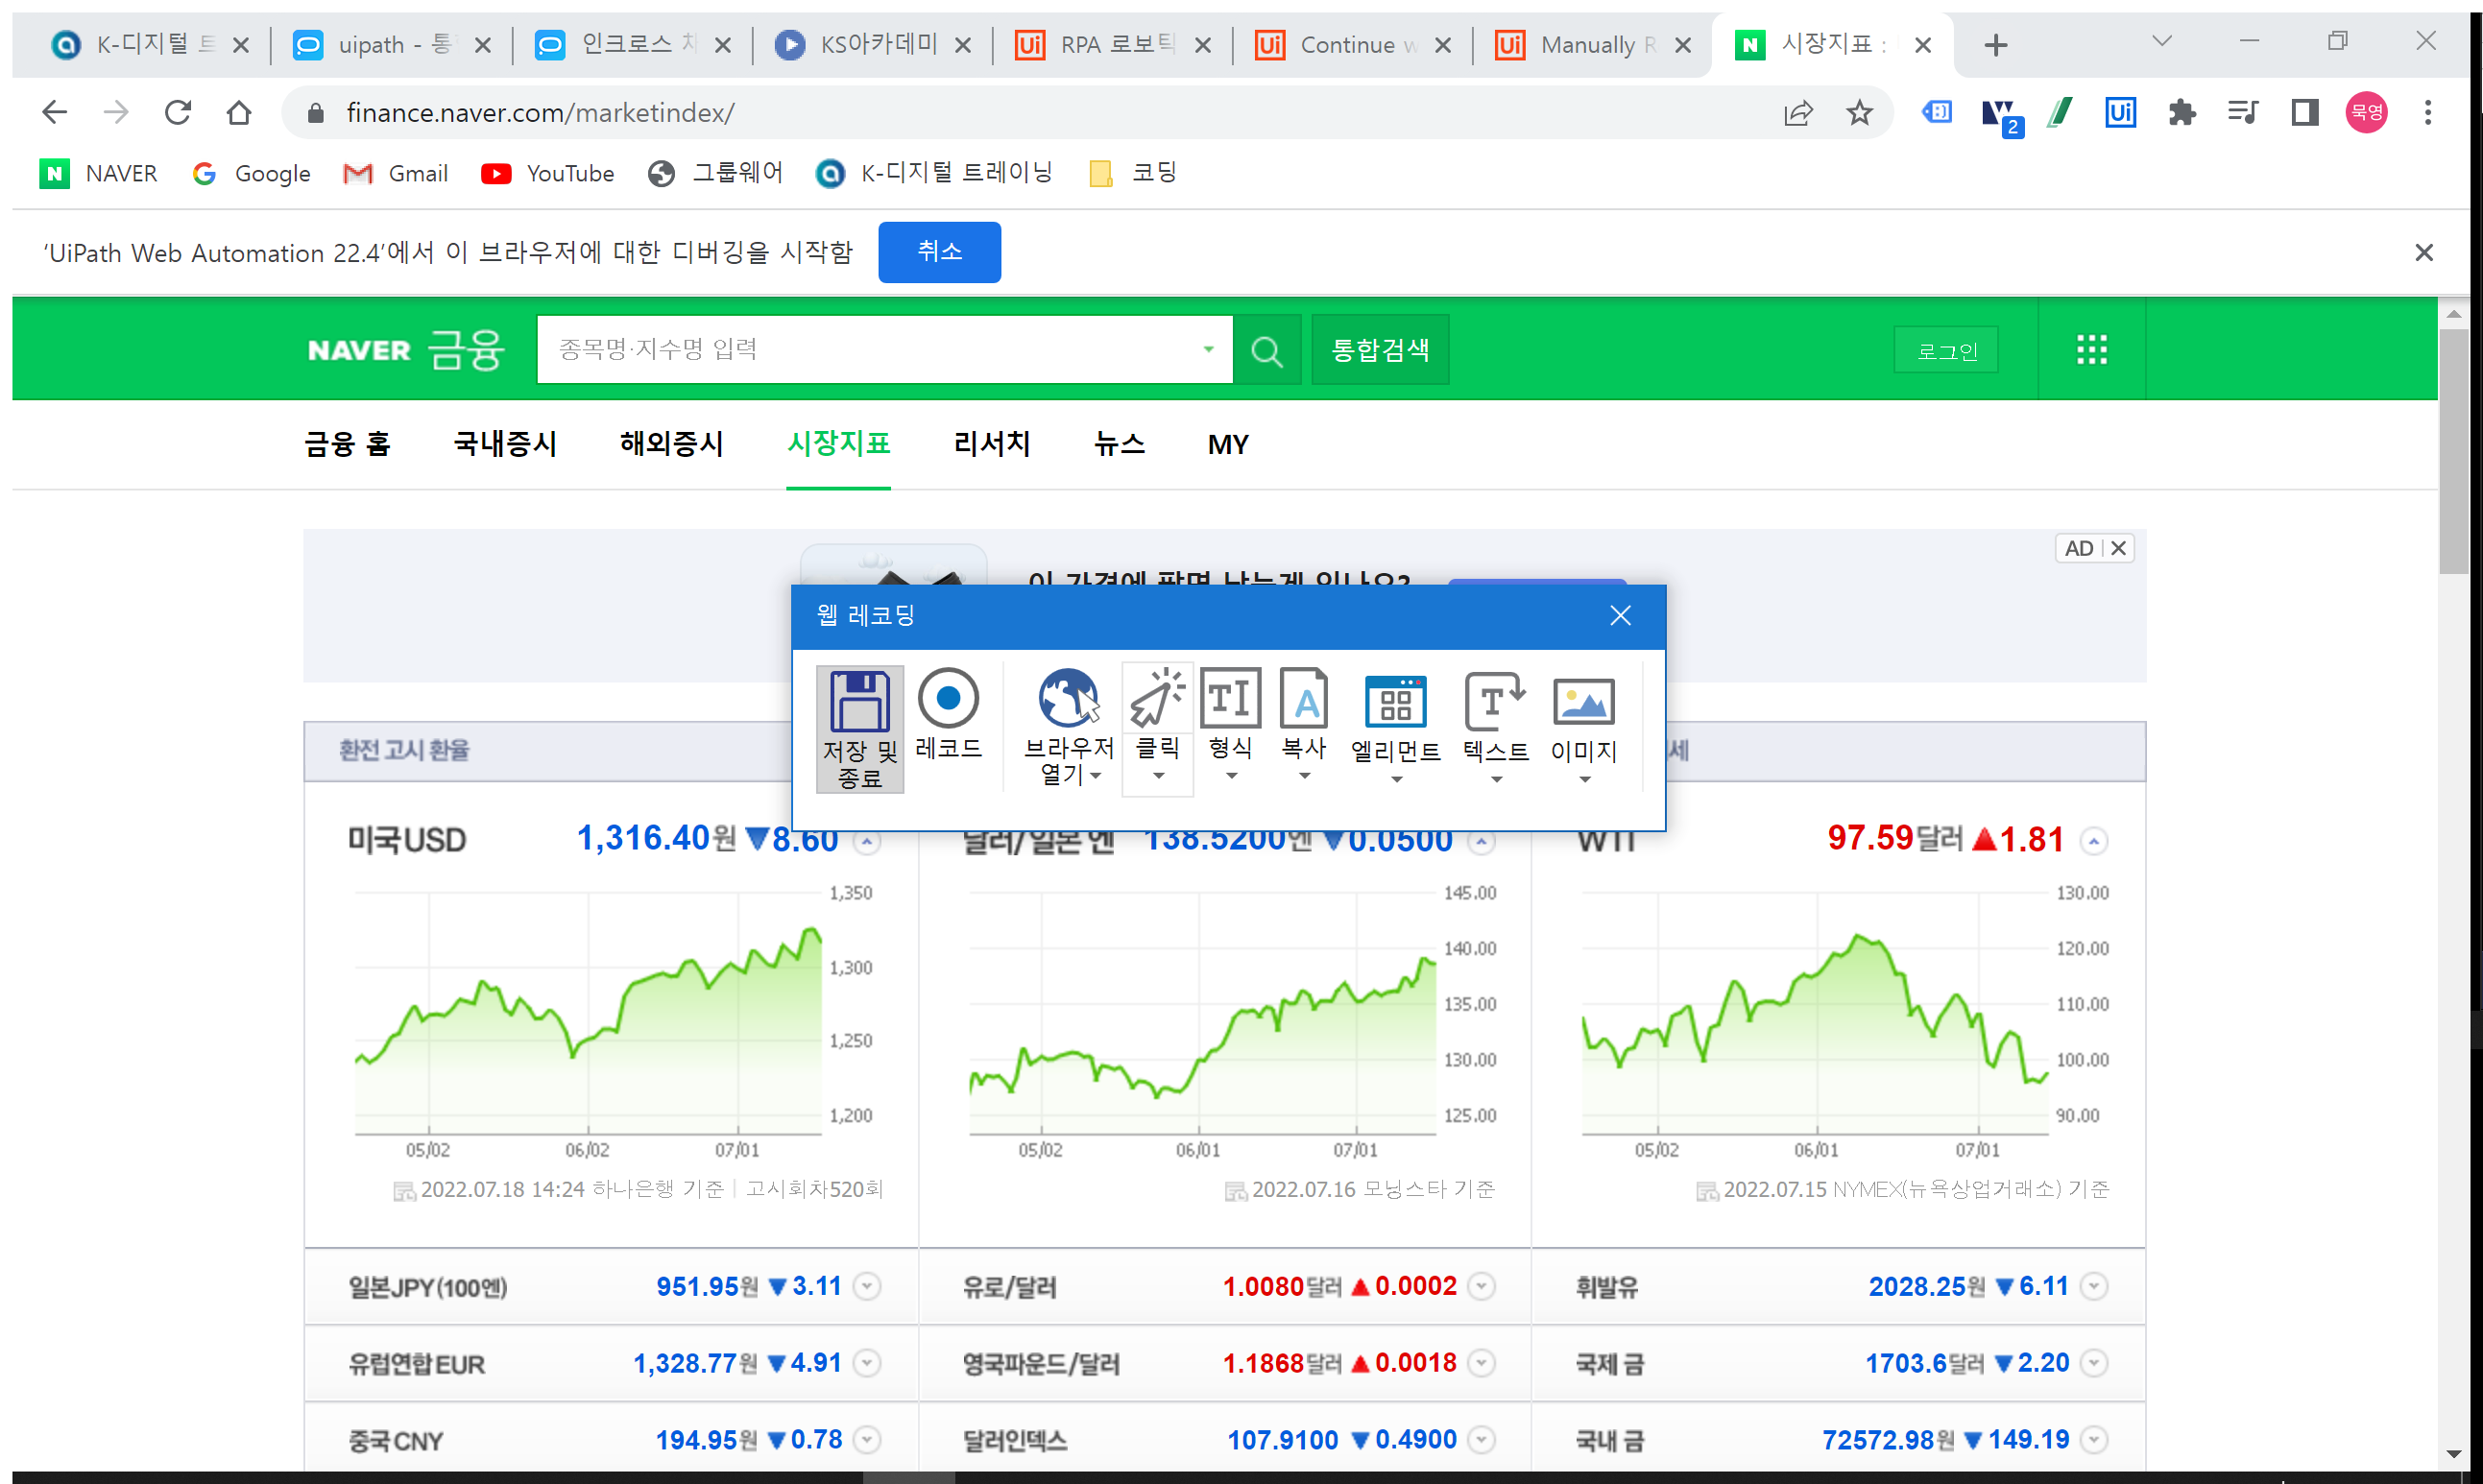 K-디지털 트
uipath - 통
인크로스
KS아카데미
RPA 로보틱
Continue w
Manually R
시장지표 :
finance.naver.com/marketindex/
2
묵영
NAVER
Google
Gmail
YouTube
그룹웨어
K-디지털 트레이닝
코딩
'UiPath Web Automation 22.4'에서 이 브라우저에 대한 디버깅을 시작함
취소
NAVER 금융
종목명·지수명 입력
통합검색
로그인
금융 홈
국내증시
해외증시
시장지표
리서치
뉴스
MY
AD
웹 레코딩
저장 및 종료
레코드
브라우저 열기
클릭
형식
복사
엘리먼트
텍스트
이미지
환전 고시 환율
세
미국USD 1,316.40원 ▼8.60
1,350
1,300
1,250
1,200
05/02 06/02 07/01
2022.07.18 14:24 하나은행 기준 | 고시회차520회
달러/일본 엔 138.5200엔 ▼0.0500
145.00
140.00
135.00
130.00
125.00
05/02 06/01 07/01
2022.07.16 모닝스타 기준
WTI 97.59달러 ▲1.81
130.00
120.00
110.00
100.00
90.00
05/02 06/01 07/01
2022.07.15 NYMEX(뉴욕상업거래소) 기준
일본JPY(100엔) 951.95원 ▼3.11
유럽연합EUR 1,328.77원 ▼4.91
중국CNY 194.95원 ▼0.78
유로/달러 1.0080달러 ▲0.0002
영국파운드/달러 1.1868달러 ▲0.0018
달러인덱스 107.9100 ▼0.4900
휘발유 2028.25원 ▼6.11
국제 금 1703.6달러 ▼2.20
국내 금 72572.98원 ▼149.19